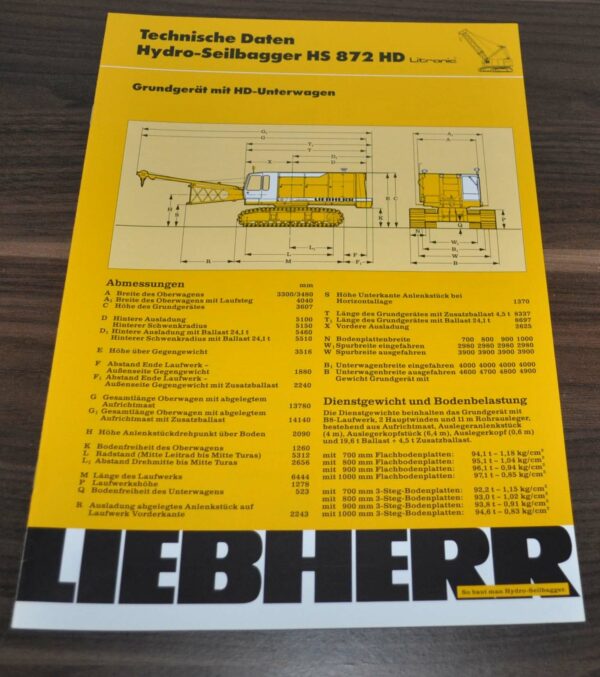 Technische Daten
Hydro-Seilbagger HS 872 HD Litronic
Grundgerät mit HD-Unterwagen
Abmessungen mm
A Breite des Oberwagens 3300/3480
A₁ Breite des Oberwagens mit Laufsteg 4040
C Höhe des Grundgerätes 3607
D Hintere Ausladung 5100
Hinterer Schwenkradius 5150
D₁ Hintere Ausladung mit Ballast 24,1 t 5460
Hinterer Schwenkradius mit Ballast 24,1 t 5510
E Höhe über Gegengewicht 3516
F Abstand Ende Laufwerk -
Außenseite Gegengewicht 1880
F₁ Abstand Ende Laufwerk -
Außenseite Gegengewicht mit Zusatzballast 2240
G Gesamtlänge Oberwagen mit abgelegtem
Aufrichtmast 13780
G₁ Gesamtlänge Oberwagen mit abgelegtem
Aufrichtmast mit Zusatzballast 14140
H Höhe Anlenkstückdrehpunkt über Boden 2090
K Bodenfreiheit des Oberwagens 1260
L Radstand (Mitte Leitrad bis Mitte Turas) 5312
L₁ Abstand Drehmitte bis Mitte Turas 2656
M Länge des Laufwerks 6444
P Laufwerkshöhe 1278
Q Bodenfreiheit des Unterwagens 523
R Ausladung abgelegtes Anlenkstück auf
Laufwerk Vorderkante 2243
S Höhe Unterkante Anlenkstück bei
Horizontallage 1370
T Länge des Grundgerätes mit Zusatzballast 4,5 t 8337
T₁ Länge des Grundgerätes mit Ballast 24,1 t 8697
X Vordere Ausladung 2625
N Bodenplattenbreite 700 800 900 1000
W₁ Spurbreite eingefahren 2980 2980 2980 2980
W Spurbreite ausgefahren 3900 3900 3900 3900
B₁ Unterwagenbreite eingefahren 4000 4000 4000 4000
B Unterwagenbreite ausgefahren 4600 4700 4800 4900
Gewicht Grundgerät mit
Dienstgewicht und Bodenbelastung
Die Dienstgewichte beinhalten das Grundgerät mit
B8-Laufwerk, 2 Hauptwinden und 11 m Rohrausleger,
bestehend aus Aufrichtmast, Auslegeranlenkstück
(4 m), Auslegerkopfstück (6,4 m), Auslegerkopf (0,6 m)
und 19,6 t Ballast + 4,5 t Zusatzballast.
mit 700 mm Flachbodenplatten: 94,1 t – 1,18 kg/cm²
mit 800 mm Flachbodenplatten: 95,1 t – 1,04 kg/cm²
mit 900 mm Flachbodenplatten: 96,1 t – 0,94 kg/cm²
mit 1000 mm Flachbodenplatten: 97,1 t – 0,85 kg/cm²
mit 700 mm 3-Steg-Bodenplatten: 92,2 t – 1,15 kg/cm²
mit 800 mm 3-Steg-Bodenplatten: 93,0 t – 1,02 kg/cm²
mit 900 mm 3-Steg-Bodenplatten: 93,8 t – 0,91 kg/cm²
mit 1000 mm 3-Steg-Bodenplatten: 94,6 t – 0,83 kg/cm²
LIEBHERR
So baut man Hydro-Seilbagger.